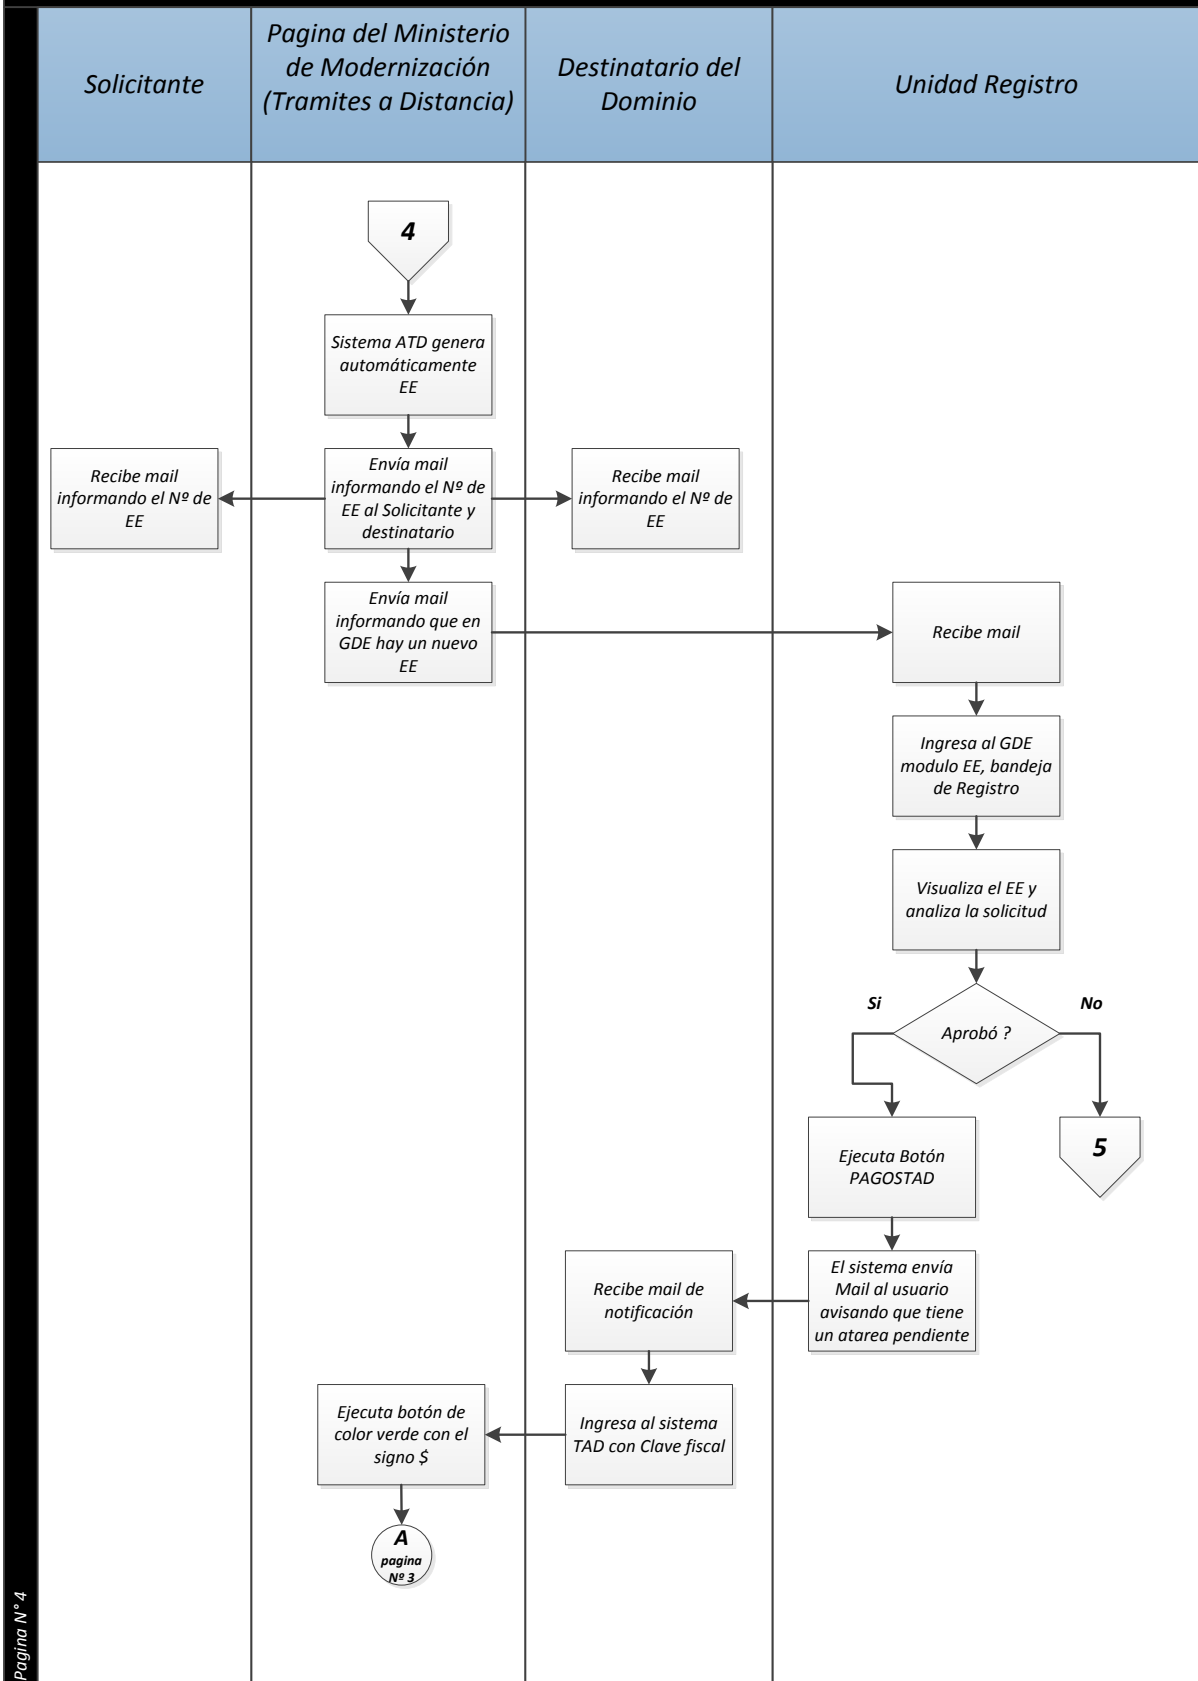 Solicitante
Pagina del Ministerio
de Modernización
(Tramites a Distancia)
Destinatario del
Dominio
Unidad Registro
4
Sistema ATD genera
automáticamente
EE
Recibe mail
informando el Nº de
EE
Envía mail
informando el Nº de
EE al Solicitante y
destinatario
Recibe mail
informando el Nº de
EE
Envía mail
informando que en
GDE hay un nuevo
EE
Recibe mail
Ingresa al GDE
modulo EE, bandeja
de Registro
Visualiza el EE y
analiza la solicitud
Si
No
Aprobó ?
Ejecuta Botón
PAGOSTAD
5
El sistema envía
Mail al usuario
avisando que tiene
un atarea pendiente
Recibe mail de
notificación
Ingresa al sistema
TAD con Clave fiscal
Ejecuta botón de
color verde con el
signo $
A
pagina
Nº 3
Pagina N° 4